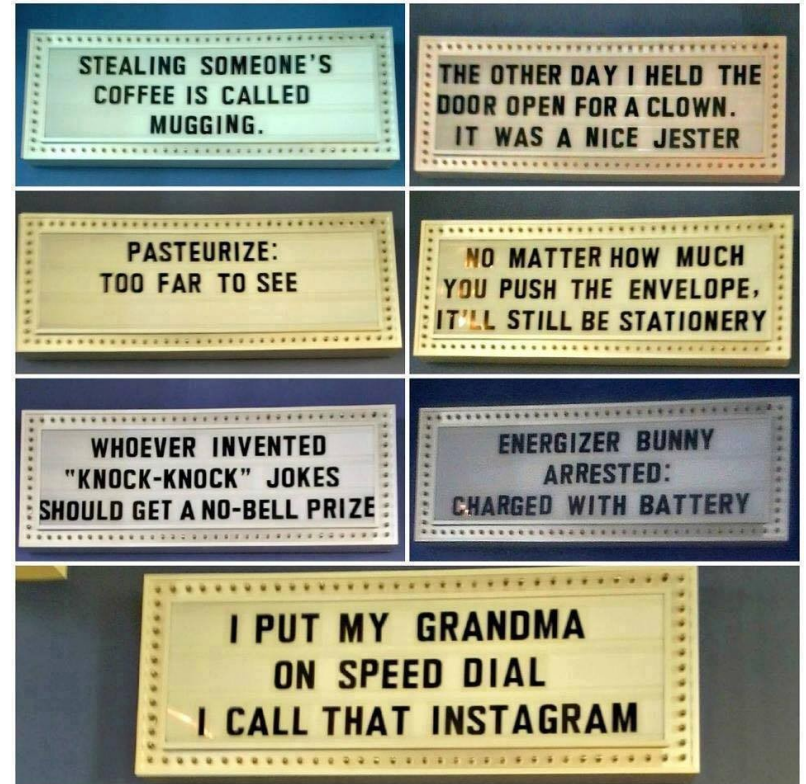 STEALING SOMEONE'S
COFFEE IS CALLED
MUGGING.
THE OTHER DAY I HELD THE
DOOR OPEN FOR A CLOWN.
IT WAS A NICE JESTER
PASTEURIZE:
TOO FAR TO SEE
NO MATTER HOW MUCH
YOU PUSH THE ENVELOPE,
IT'LL STILL BE STATIONERY
WHOEVER INVENTED
"KNOCK-KNOCK" JOKES
SHOULD GET A NO-BELL PRIZE
ENERGIZER BUNNY
ARRESTED:
CHARGED WITH BATTERY
I PUT MY GRANDMA
ON SPEED DIAL
I CALL THAT INSTAGRAM